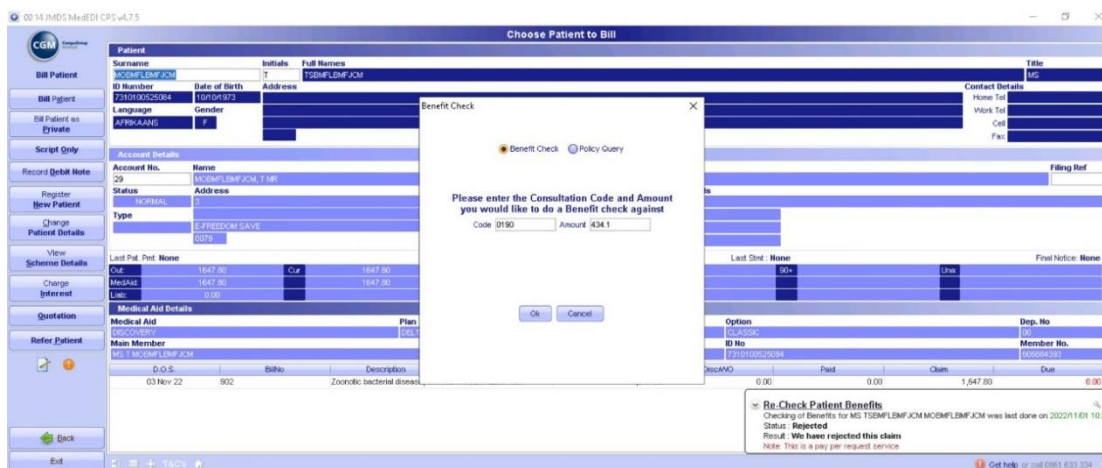 00 14 JMDS MedEDI CPS v4.7.5
Choose Patient to Bill
CGM CompuGroup
Bill Patient
Bill Patient
Bill Patient as Private
Script Only
Record Debit Note
Register New Patient
Change Patient Details
View Scheme Details
Charge Interest
Quotation
Refer Patient
Back
Exit
Patient
Surname Initials Full Names Title
MOBMFLBMFJCM T TSBMFLBMFJCM MS
ID Number Date of Birth Address Contact Details
7310100525084 10/10/1973 Home Tel
Language Gender Work Tel
AFRIKAANS F Cell
Fax
Account Details
Account No. Name Filing Ref
29 MOBMFLBMFJCM, T MR
Status Address
NORMAL 3
Type
E-FREEDOM SAVE
0079
Last Pat. Pmt: None Last Stmt : None Final Notice: None
Out: 1647.80 Cur 1647.80 90+ Una
MedAid: 1647.80 1647.80
Liab: 0.00
Medical Aid Details
Medical Aid Plan Option Dep. No
DISCOVERY DELT CLASSIC 00
Main Member ID No Member No.
MS T MOBMFLBMFJCM 7310100525084
D.O.S. BillNo Description Disc/WO Paid Claim Due
03 Nov 22 902 Zoonotic bacterial diseas 0.00 0.00 1,647.80 0.00
Benefit Check
Benefit Check Policy Query
Please enter the Consultation Code and Amount
you would like to do a Benefit check against
Code 0190 Amount 434.1
Ok Cancel
Re-Check Patient Benefits
Checking of Benefits for MS TSBMFLBMFJCM MOBMFLBMFJCM was last done on 2022/11/01 10:
Status : Rejected
Result : We have rejected this claim
Note: This is a pay per request service
T&C's
Get help or call 0861 633 334